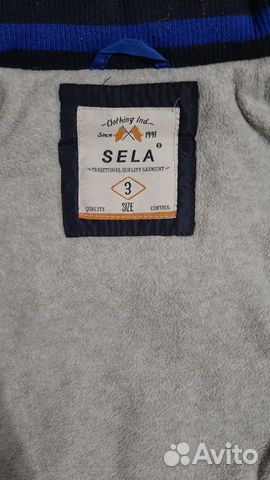 Clothing Ind.
Since 1991
SELA
TRADITIONAL QUALITY GARMENT
3
QUALITY SIZE CONTROL
Avito